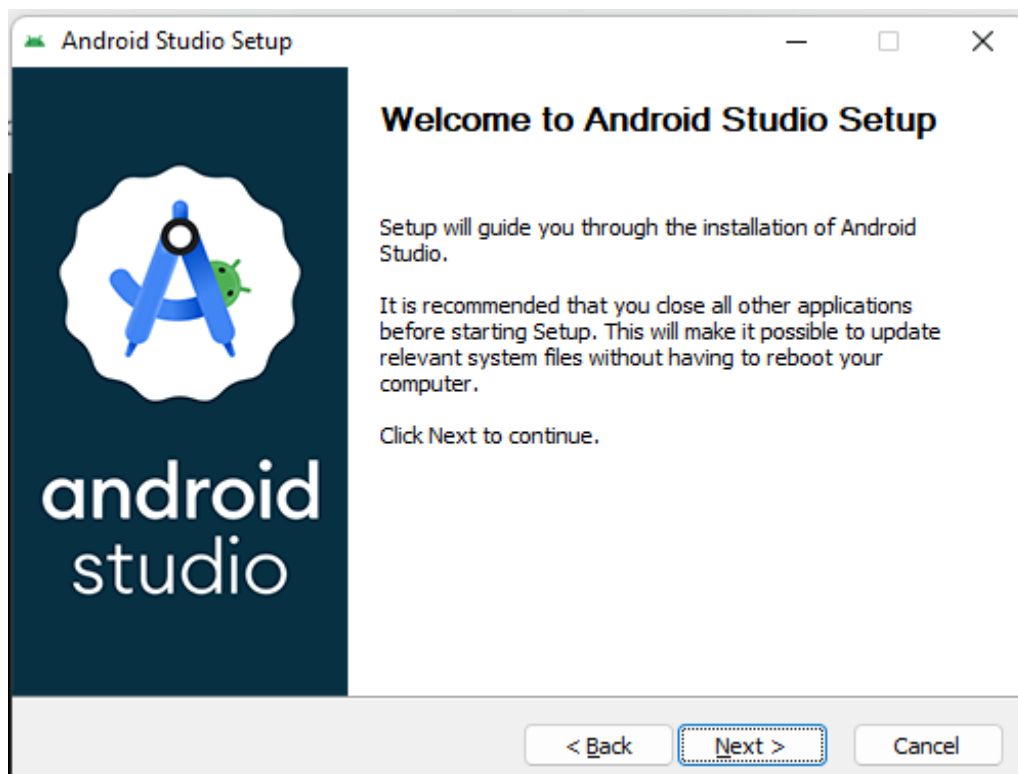 Android Studio Setup
Welcome to Android Studio Setup
Setup will guide you through the installation of Android
Studio.
It is recommended that you close all other applications
before starting Setup. This will make it possible to update
relevant system files without having to reboot your
computer.
Click Next to continue.
android
studio
< Back
Next >
Cancel